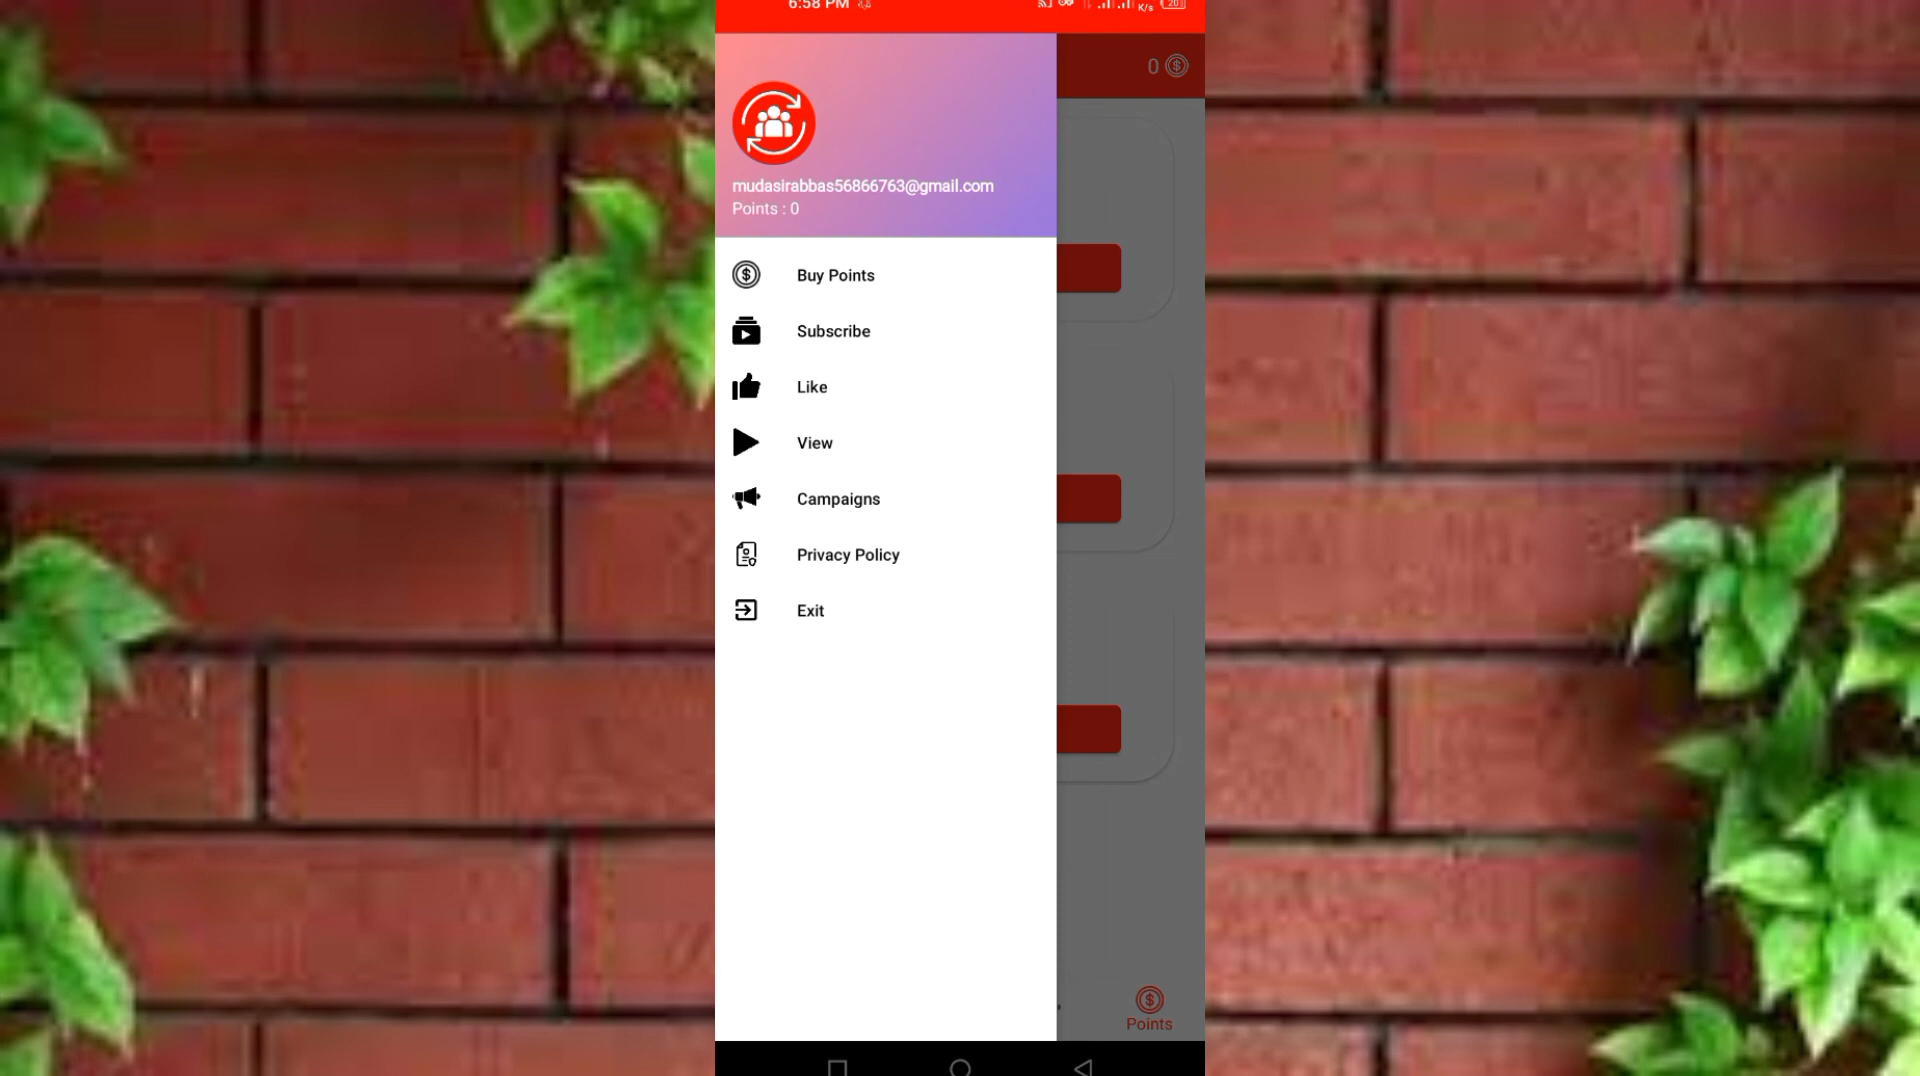 6:58 PM
K/s
20
0
mudasirabbas56866763@gmail.com
Points : 0
Buy Points
Subscribe
Like
View
Campaigns
Privacy Policy
Exit
Points